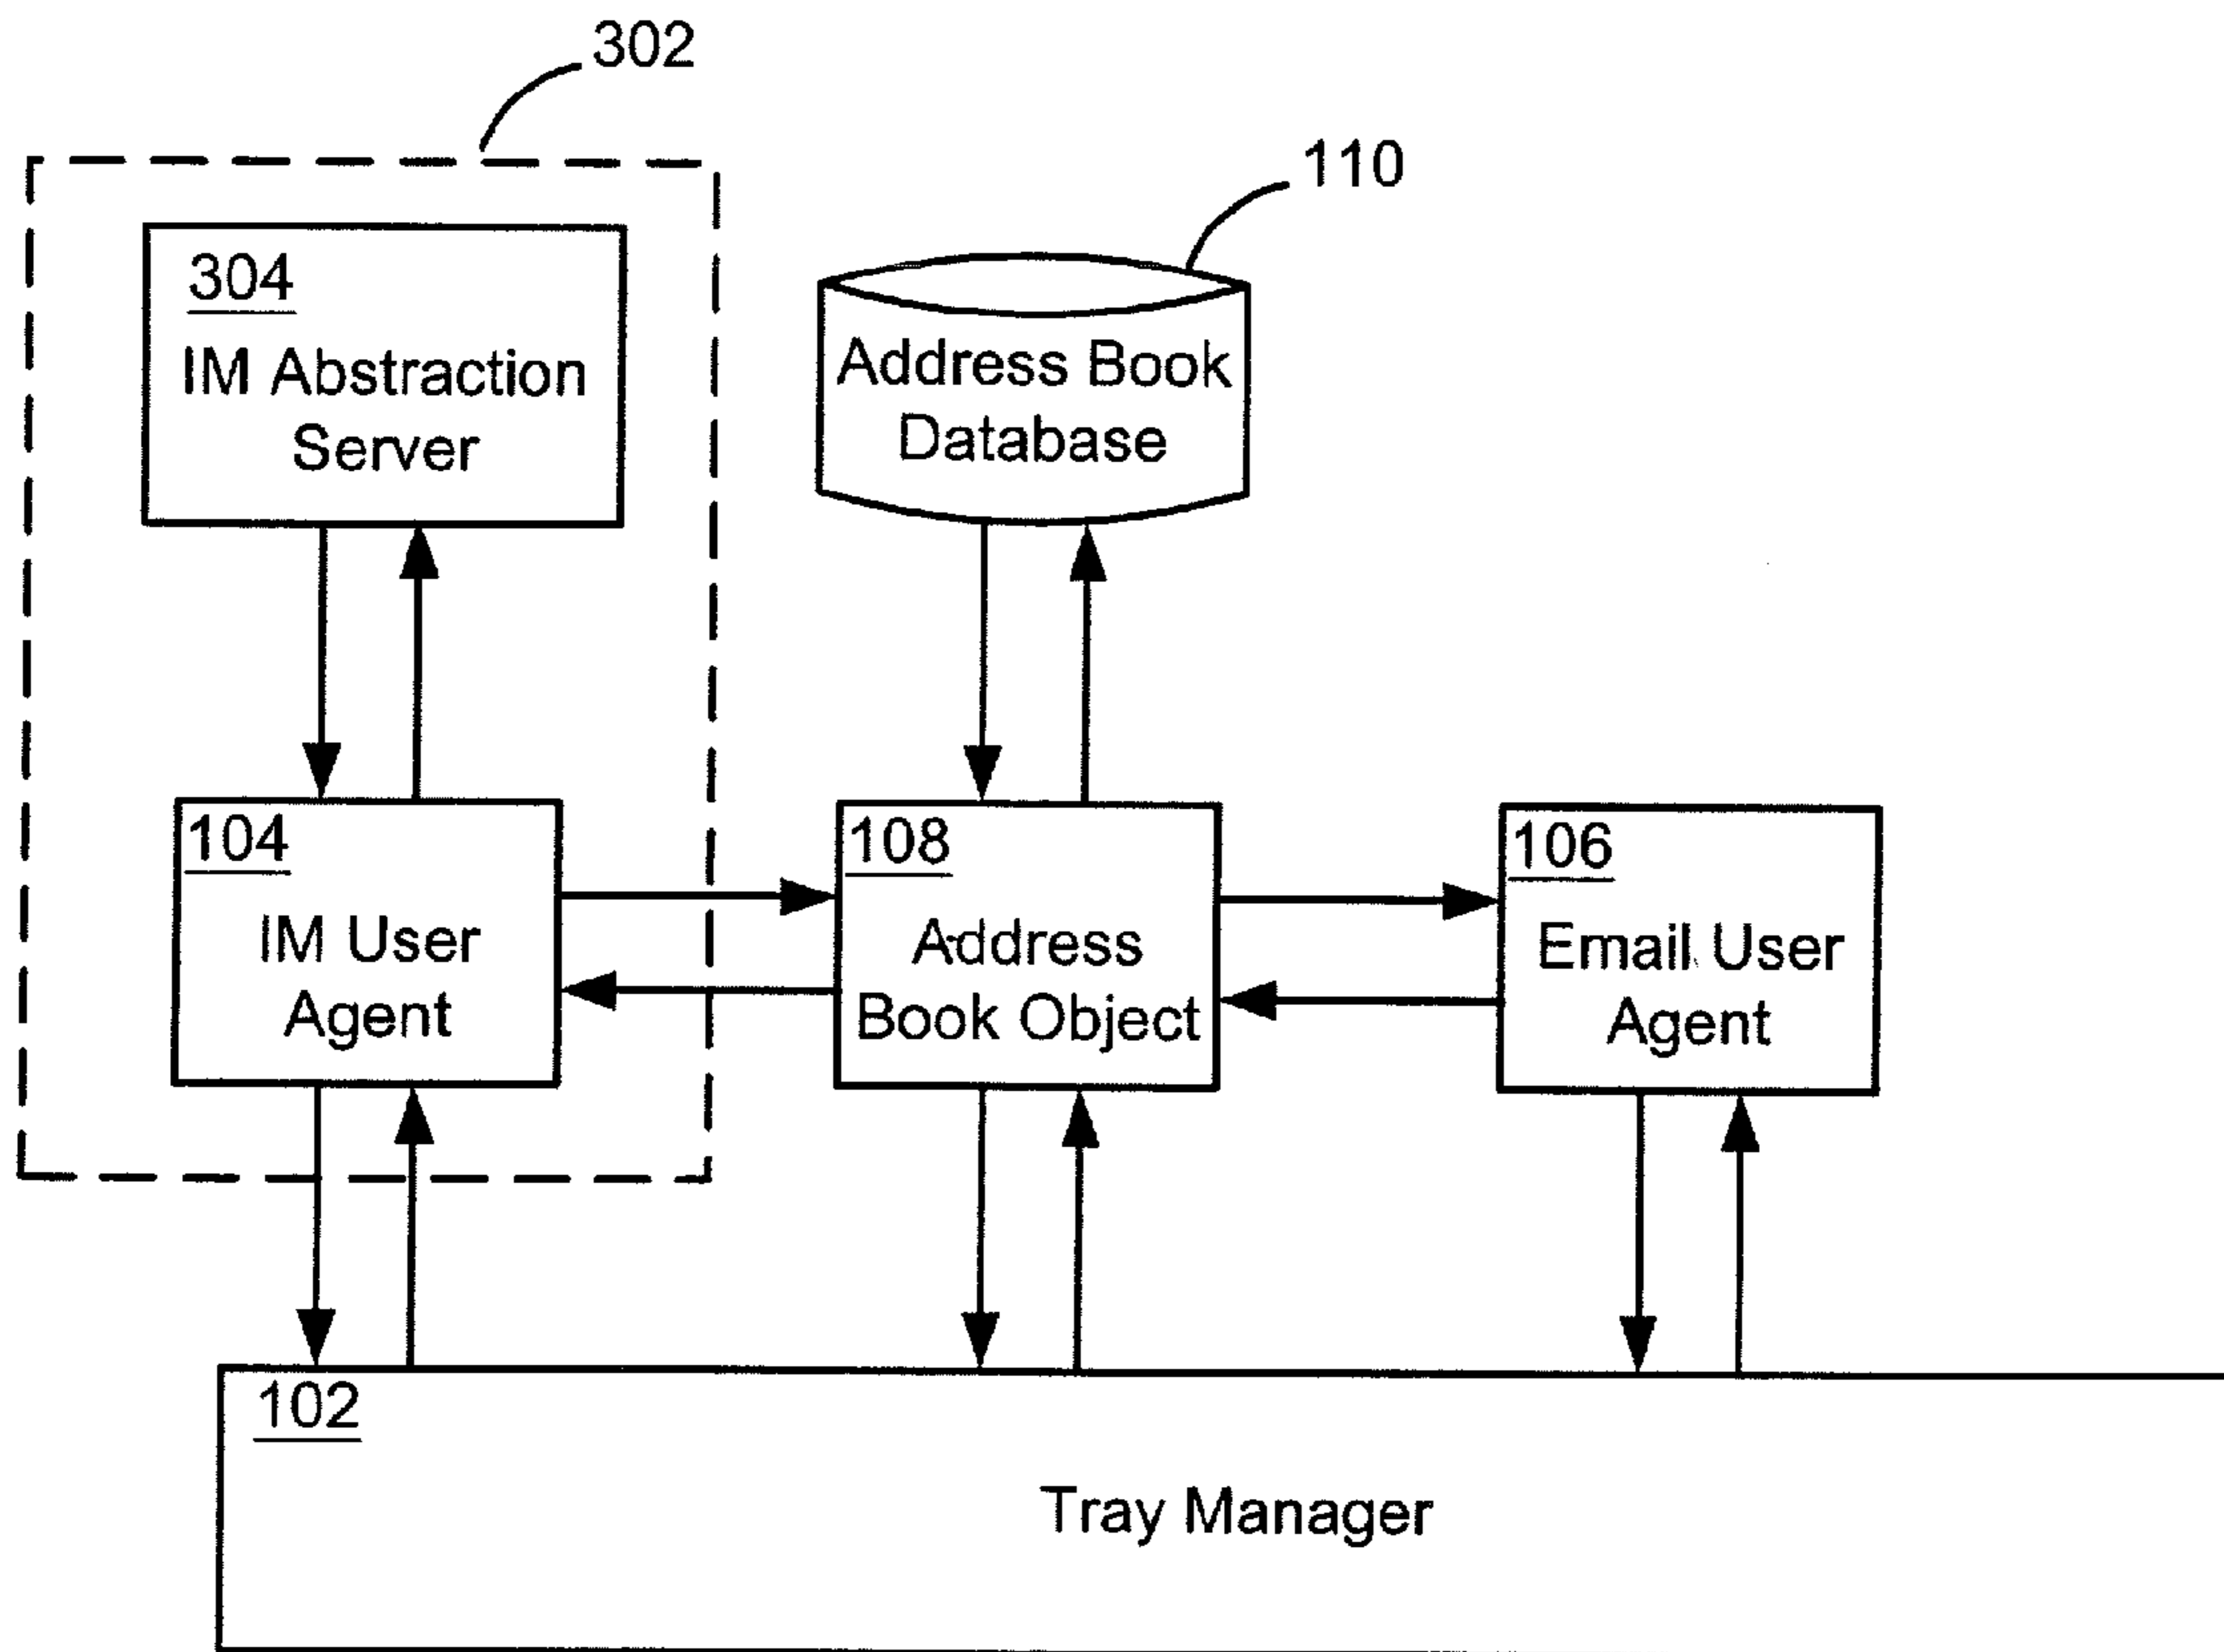 302
110
304
IM Abstraction
Server
Address Book
Database
104
IM User
Agent
108
Address
Book Object
106
Email User
Agent
102
Tray Manager